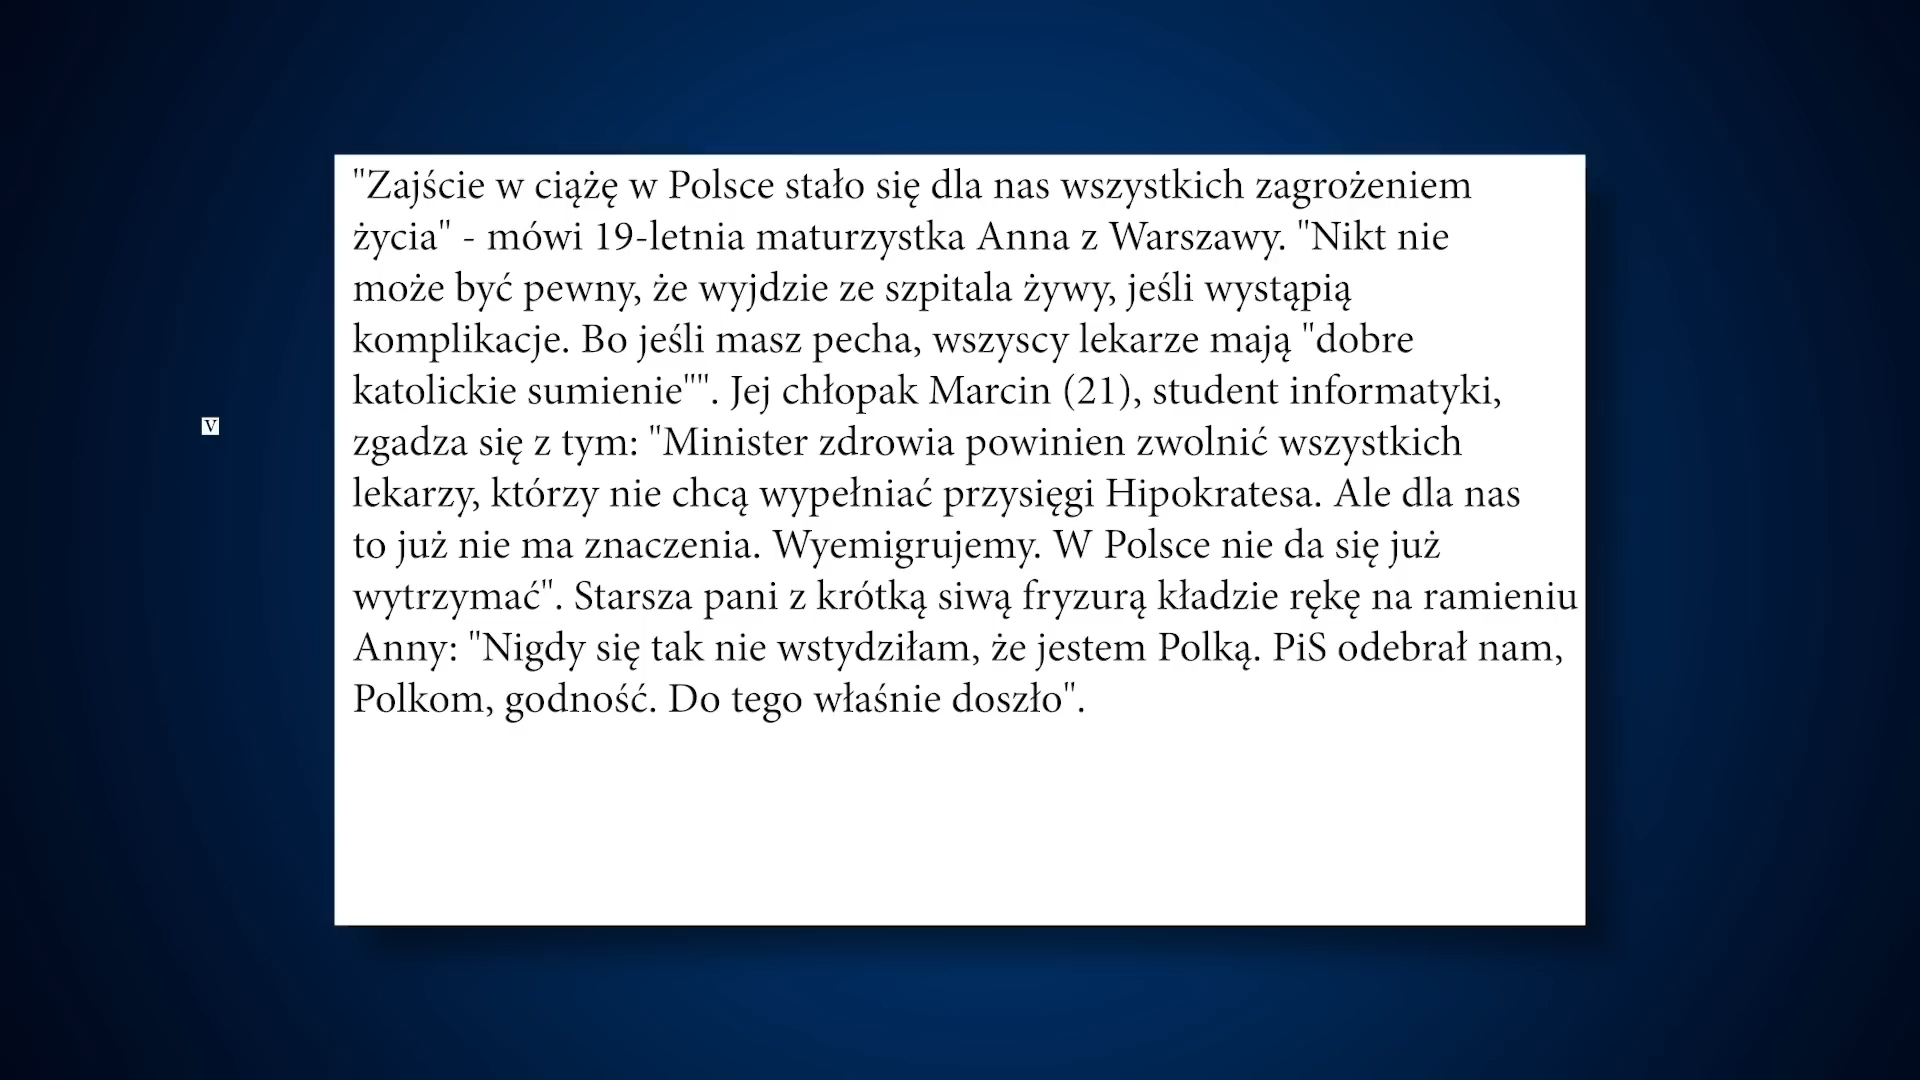 "Zajście w ciążę w Polsce stało się dla nas wszystkich zagrożeniem
życia" - mówi 19-letnia maturzystka Anna z Warszawy. "Nikt nie
może być pewny, że wyjdzie ze szpitala żywy, jeśli wystąpią
komplikacje. Bo jeśli masz pecha, wszyscy lekarze mają "dobre
katolickie sumienie"". Jej chłopak Marcin (21), student informatyki,
zgadza się z tym: "Minister zdrowia powinien zwolnić wszystkich
lekarzy, którzy nie chcą wypełniać przysięgi Hipokratesa. Ale dla nas
to już nie ma znaczenia. Wyemigrujemy. W Polsce nie da się już
wytrzymać". Starsza pani z krótką siwą fryzurą kładzie rękę na ramieniu
Anny: "Nigdy się tak nie wstydziłam, że jestem Polką. PiS odebrał nam,
Polkom, godność. Do tego właśnie doszło".
v